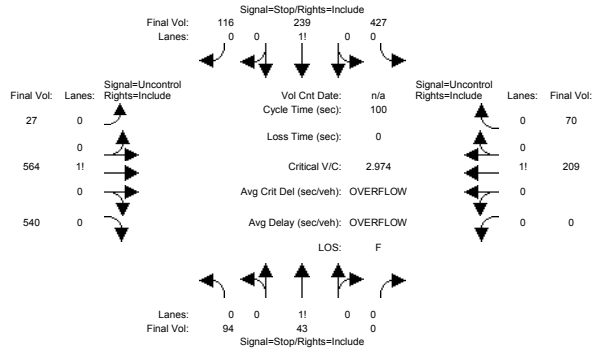 Signal=Stop/Rights=Include
Final Vol: 116 239 427
Lanes: 0 0 1! 0 0
Signal=Uncontrol
Final Vol: Lanes: Rights=Include
Vol Cnt Date: n/a
Signal=Uncontrol
Rights=Include Lanes: Final Vol:
Cycle Time (sec): 100
27 0
0 70
Loss Time (sec): 0
0
0
564 1!
Critical V/C: 2.974
1! 209
0
Avg Crit Del (sec/veh): OVERFLOW
0
540 0
Avg Delay (sec/veh): OVERFLOW
0 0
LOS: F
Lanes: 0 0 1! 0 0
Final Vol: 94 43 0
Signal=Stop/Rights=Include